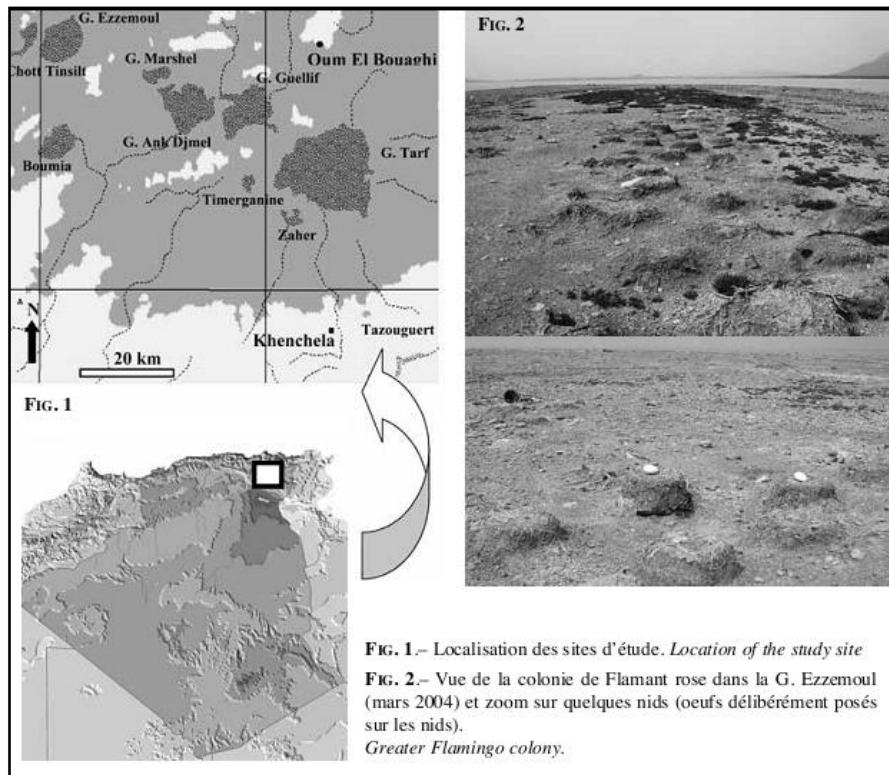 G. Ezzemoul
Chott Tinsilt
G. Marshel
Oum El Bouaghi
G. Guellif
G. Ank Djmel
Boumia
G. Tarf
Timerganine
Zaher
N
Khenchela
Tazouguert
20 km
FIG. 1
FIG. 2
FIG. 1.– Localisation des sites d'étude. Location of the study site
FIG. 2.– Vue de la colonie de Flamant rose dans la G. Ezzemoul
(mars 2004) et zoom sur quelques nids (oeufs délibérément posés
sur les nids).
Greater Flamingo colony.